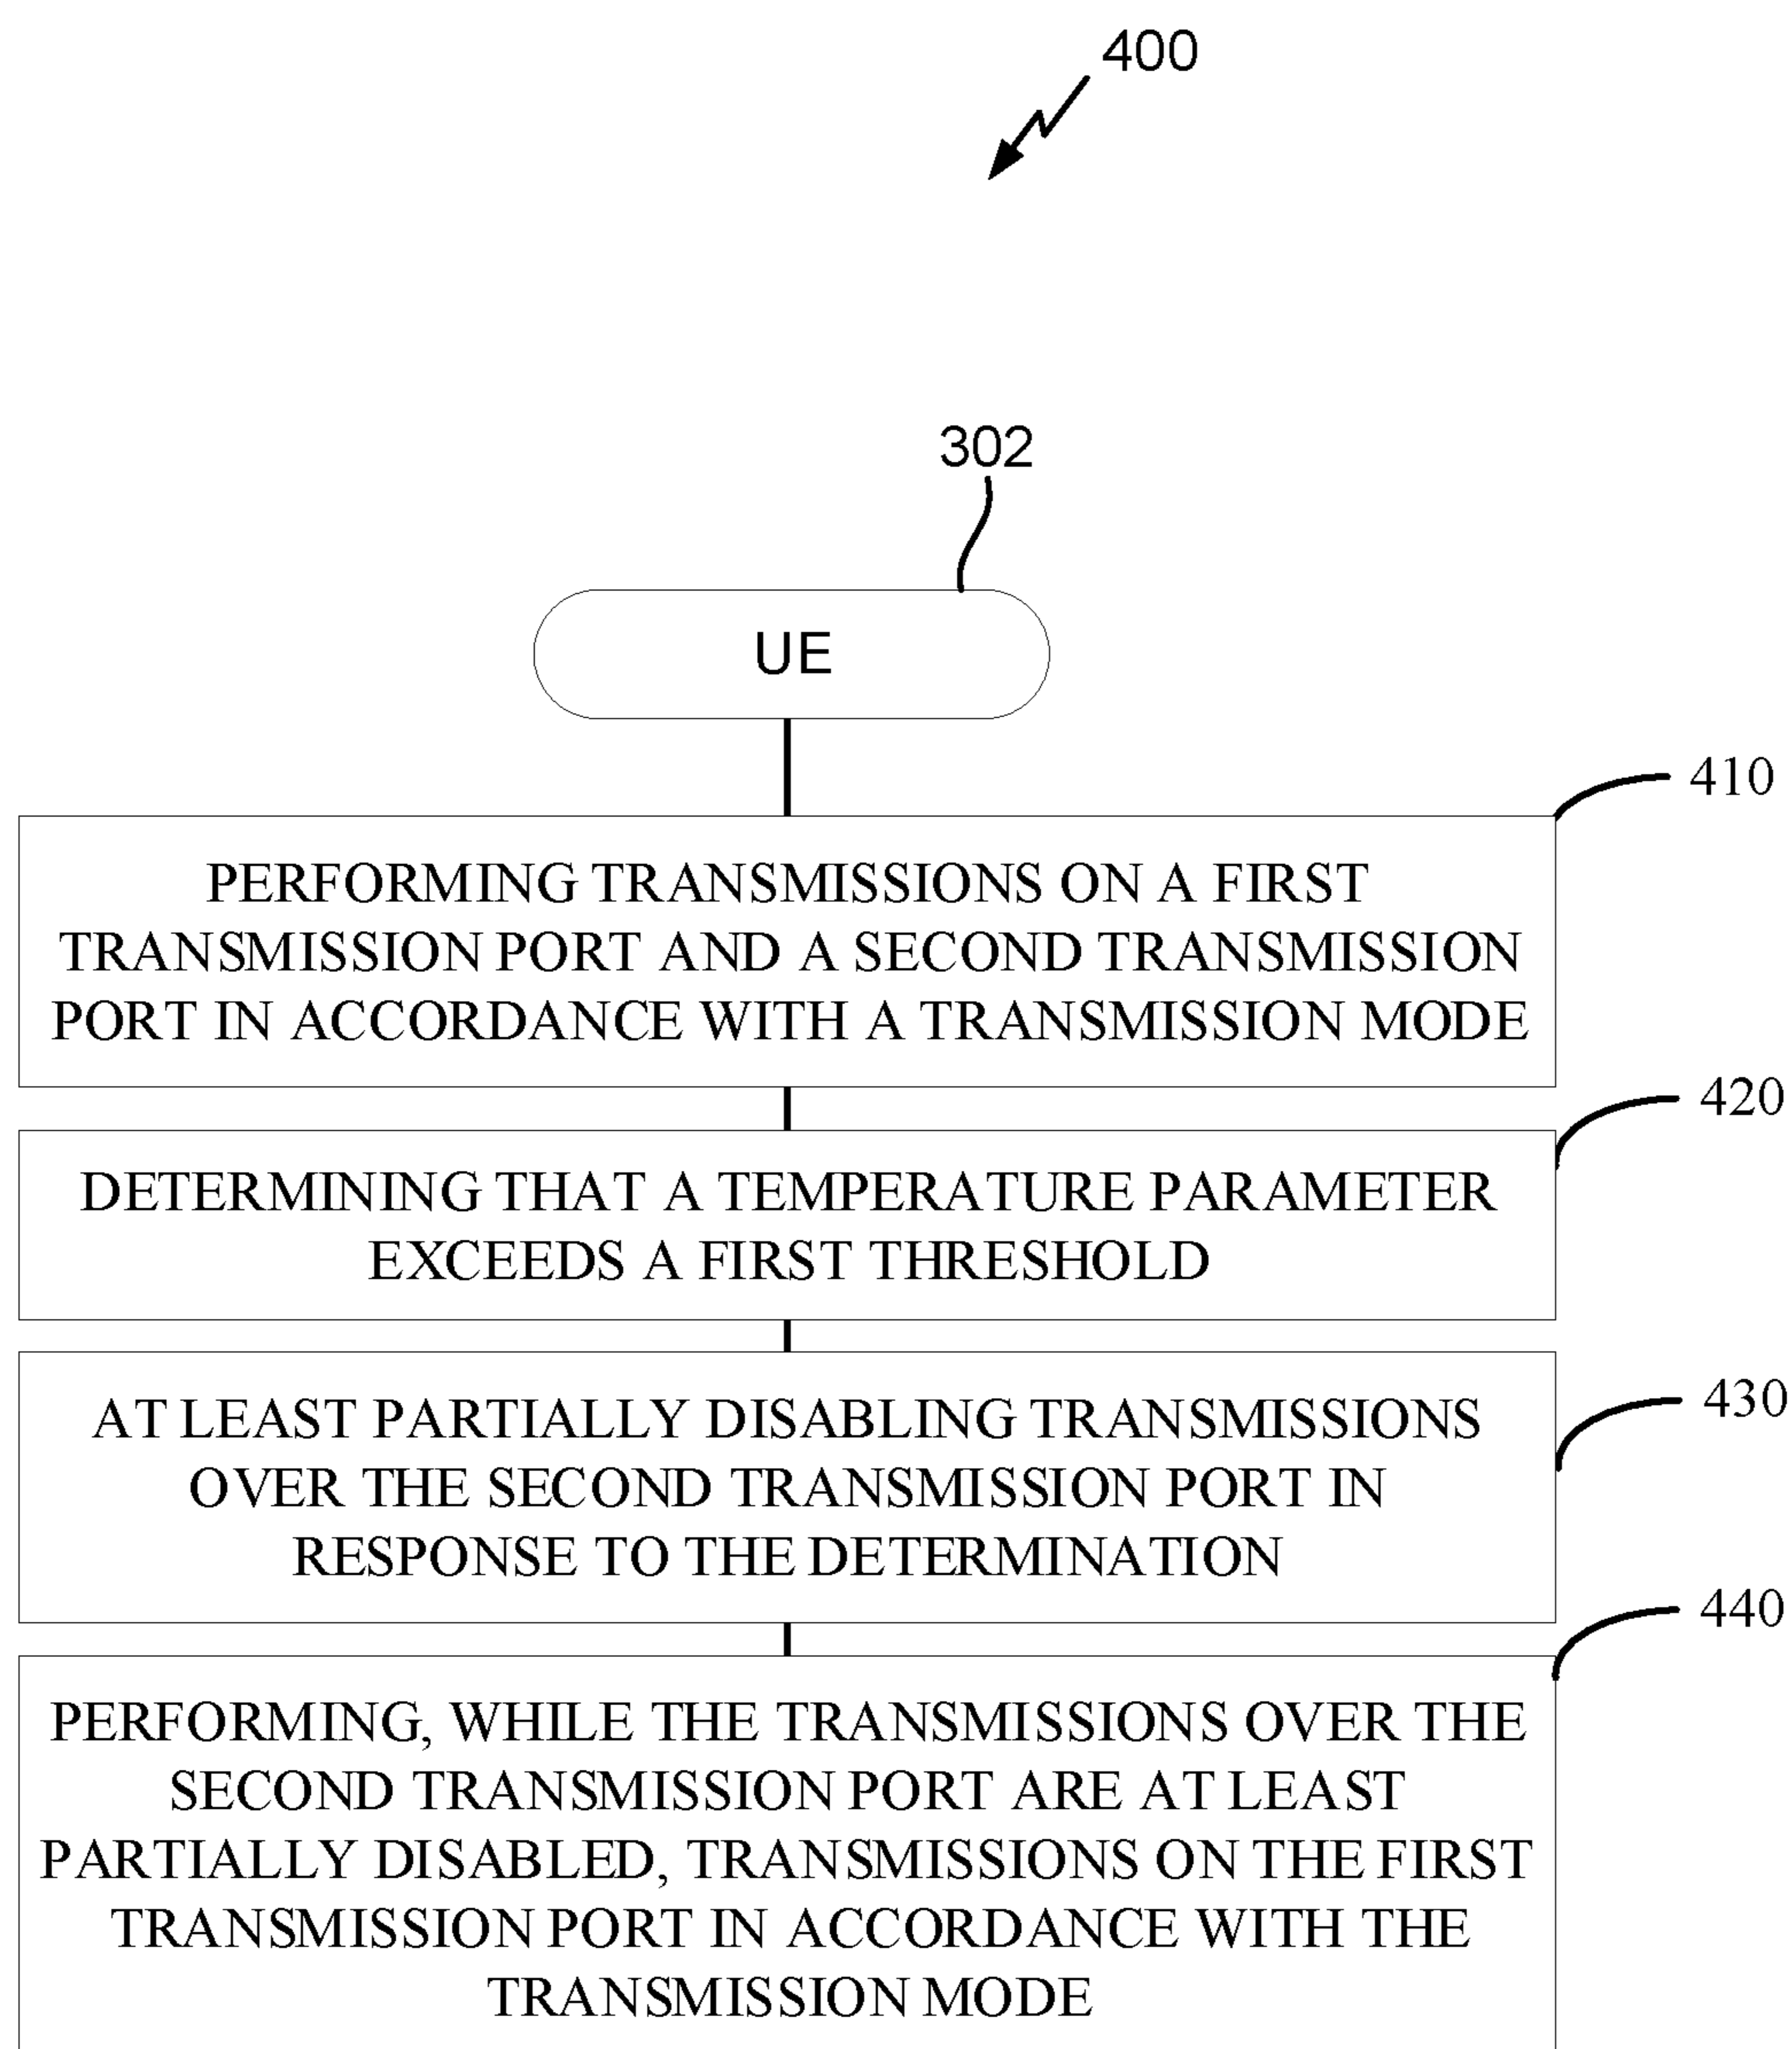 400
302
UE
410
PERFORMING TRANSMISSIONS ON A FIRST
TRANSMISSION PORT AND A SECOND TRANSMISSION
PORT IN ACCORDANCE WITH A TRANSMISSION MODE
420
DETERMINING THAT A TEMPERATURE PARAMETER
EXCEEDS A FIRST THRESHOLD
430
AT LEAST PARTIALLY DISABLING TRANSMISSIONS
OVER THE SECOND TRANSMISSION PORT IN
RESPONSE TO THE DETERMINATION
440
PERFORMING, WHILE THE TRANSMISSIONS OVER THE
SECOND TRANSMISSION PORT ARE AT LEAST
PARTIALLY DISABLED, TRANSMISSIONS ON THE FIRST
TRANSMISSION PORT IN ACCORDANCE WITH THE
TRANSMISSION MODE